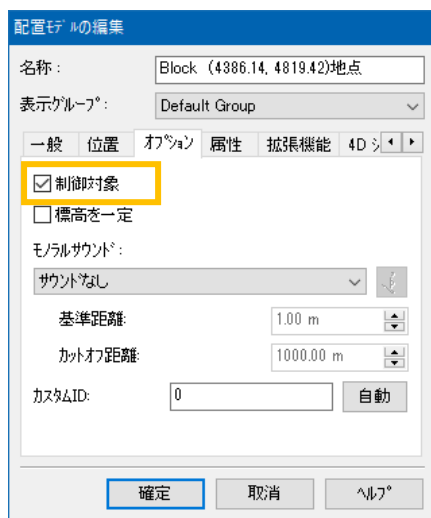 配置ﾓﾃﾞﾙの編集
名称：
Block (4386.14, 4819.42)地点
表示ｸﾞﾙｰﾌﾟ：
Default Group
一般 位置 ｵﾌﾟｼｮﾝ 属性 拡張機能 4D ｼ
制御対象
標高を一定
ﾓﾉﾗﾙｻｳﾝﾄﾞ：
ｻｳﾝﾄﾞなし
基準距離: 1.00 m
ｶｯﾄｵﾌ距離: 1000.00 m
ｶｽﾀﾑID: 0 自動
確定 取消 ﾍﾙﾌﾟ